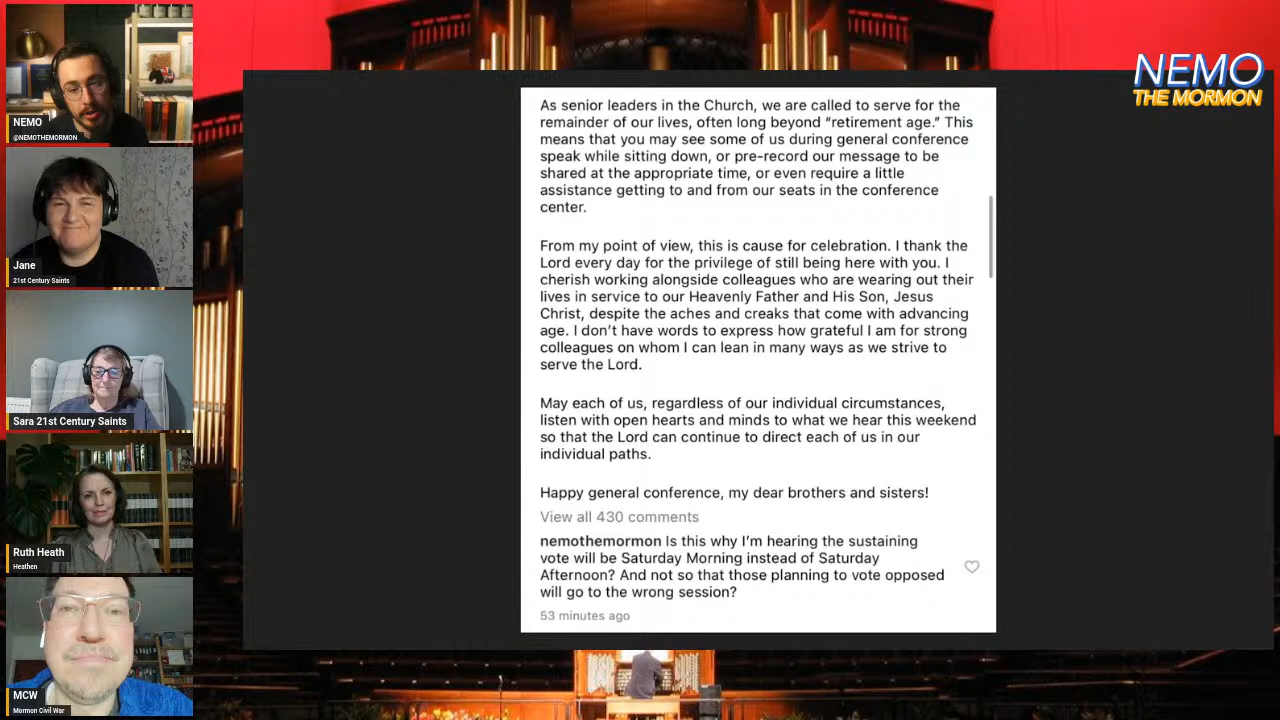 NEMO
@NEMOTHEMORMON
Jane
21st Century Saints
Sara 21st Century Saints
Ruth Heath
Heathen
MCW
Mormon Civil War
NEMO
THE MORMON
As senior leaders in the Church, we are called to serve for the
remainder of our lives, often long beyond “retirement age.” This
means that you may see some of us during general conference
speak while sitting down, or pre-record our message to be
shared at the appropriate time, or even require a little
assistance getting to and from our seats in the conference
center.
From my point of view, this is cause for celebration. I thank the
Lord every day for the privilege of still being here with you. I
cherish working alongside colleagues who are wearing out their
lives in service to our Heavenly Father and His Son, Jesus
Christ, despite the aches and creaks that come with advancing
age. I don’t have words to express how grateful I am for strong
colleagues on whom I can lean in many ways as we strive to
serve the Lord.
May each of us, regardless of our individual circumstances,
listen with open hearts and minds to what we hear this weekend
so that the Lord can continue to direct each of us in our
individual paths.
Happy general conference, my dear brothers and sisters!
View all 430 comments
nemothemormon Is this why I’m hearing the sustaining
vote will be Saturday Morning instead of Saturday
Afternoon? And not so that those planning to vote opposed
will go to the wrong session?
53 minutes ago